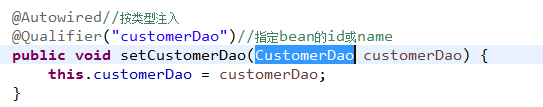 @Autowired//按类型注入
@Qualifier("customerDao")//指定bean的id或name
public void setCustomerDao(CustomerDao customerDao) {
    this.customerDao = customerDao;
}